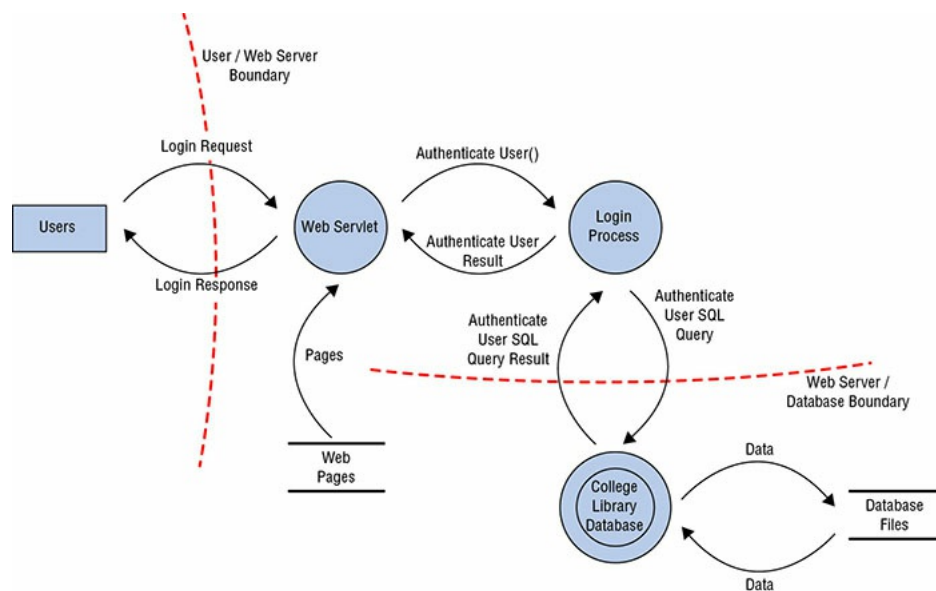 User / Web Server
Boundary
Login Request
Authenticate User()
Users
Web Servlet
Login
Process
Authenticate User
Result
Login Response
Authenticate
User SQL
Query
Authenticate
User SQL
Query Result
Pages
Web Server /
Database Boundary
Web
Pages
Data
College
Library
Database
Database
Files
Data